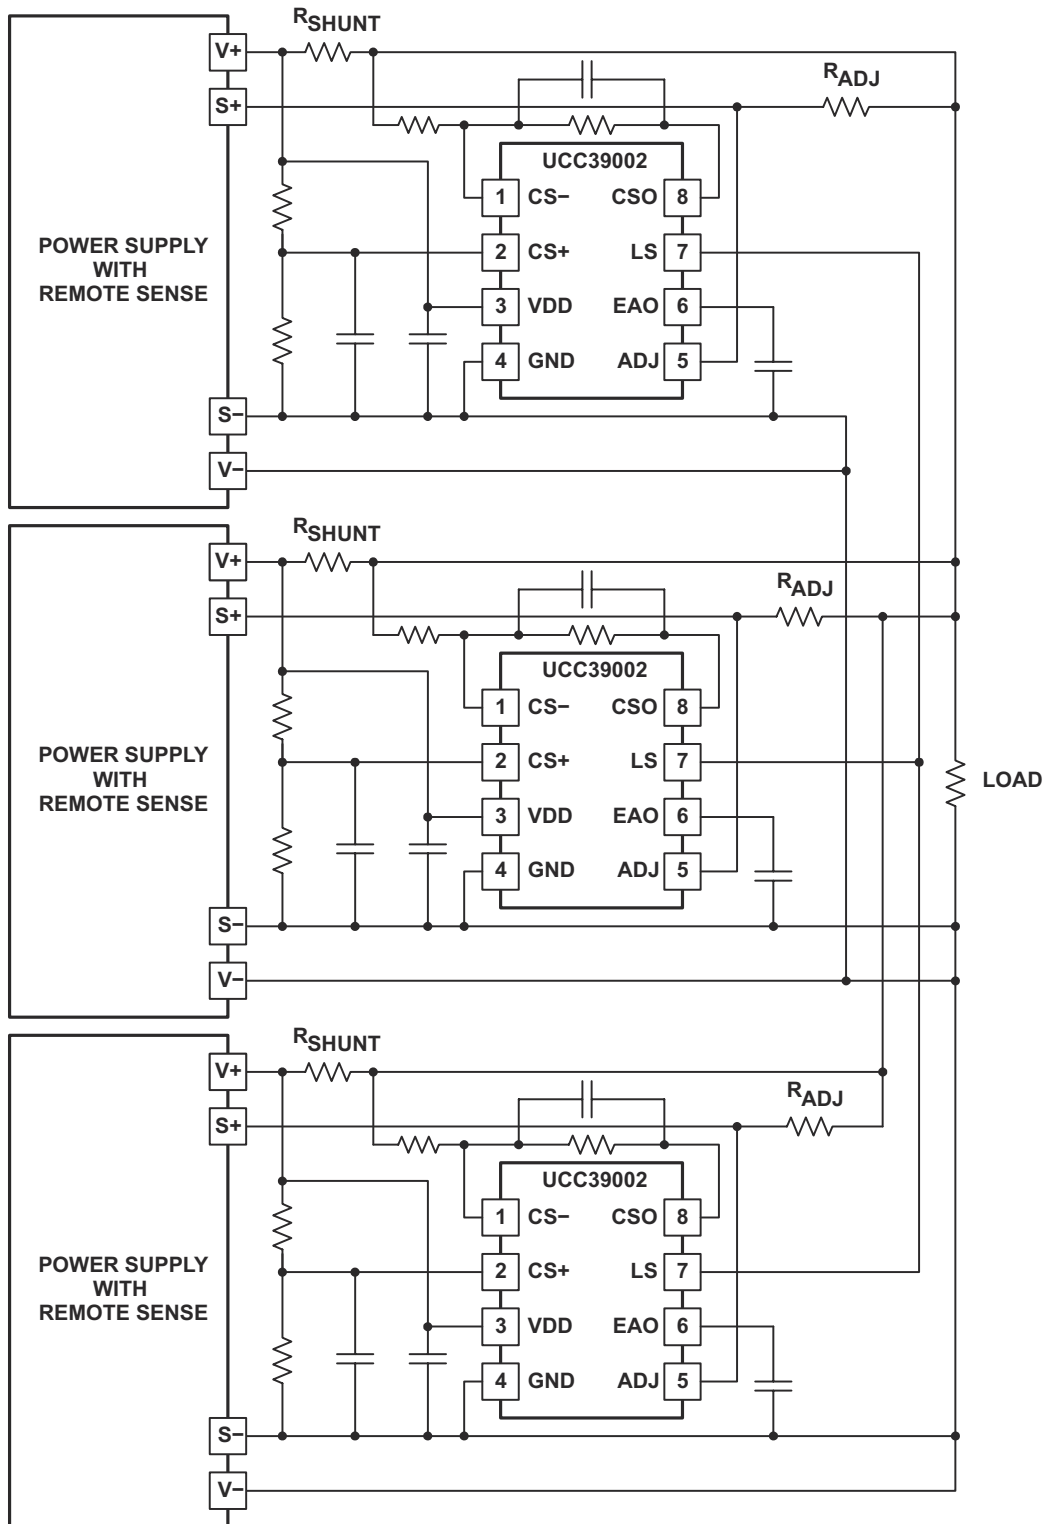 RSHUNT
V+
RADJ
S+
UCC39002
1 CS− CSO 8
2 CS+ LS 7
POWER SUPPLY
WITH
REMOTE SENSE
3 VDD EAO 6
4 GND ADJ 5
S−
V−
RSHUNT
V+
RADJ
S+
UCC39002
1 CS− CSO 8
2 CS+ LS 7
POWER SUPPLY
WITH
REMOTE SENSE
LOAD
3 VDD EAO 6
4 GND ADJ 5
S−
V−
RSHUNT
V+
RADJ
S+
UCC39002
1 CS− CSO 8
2 CS+ LS 7
POWER SUPPLY
WITH
REMOTE SENSE
3 VDD EAO 6
4 GND ADJ 5
S−
V−